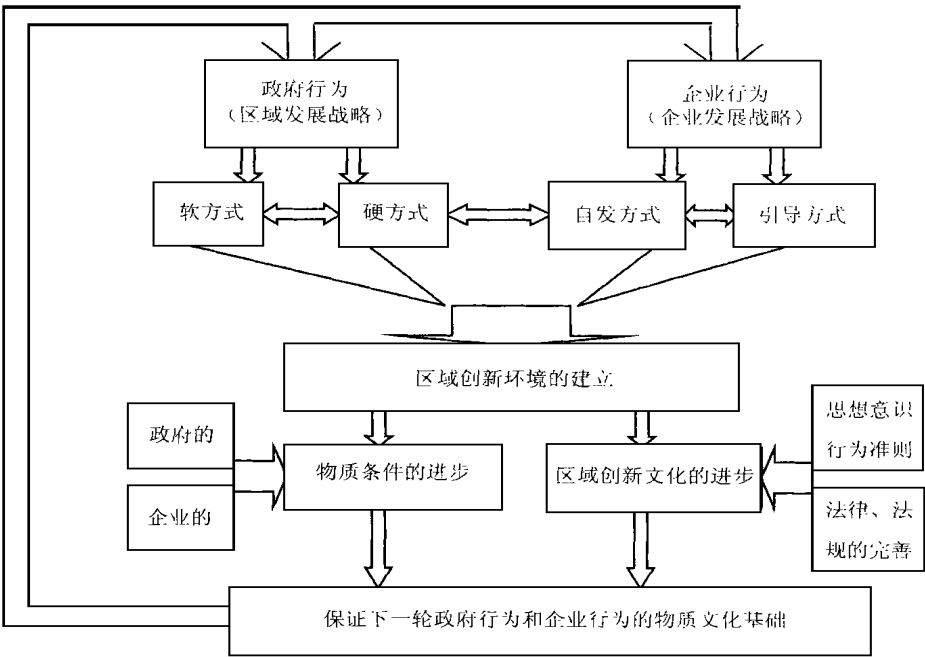 政府行为
（区域发展战略）
企业行为
（企业发展战略）
软方式
硬方式
自发方式
引导方式
区域创新环境的建立
政府的
企业的
物质条件的进步
区域创新文化的进步
思想意识
行为准则
法律、法
规的完善
保证下一轮政府行为和企业行为的物质文化基础